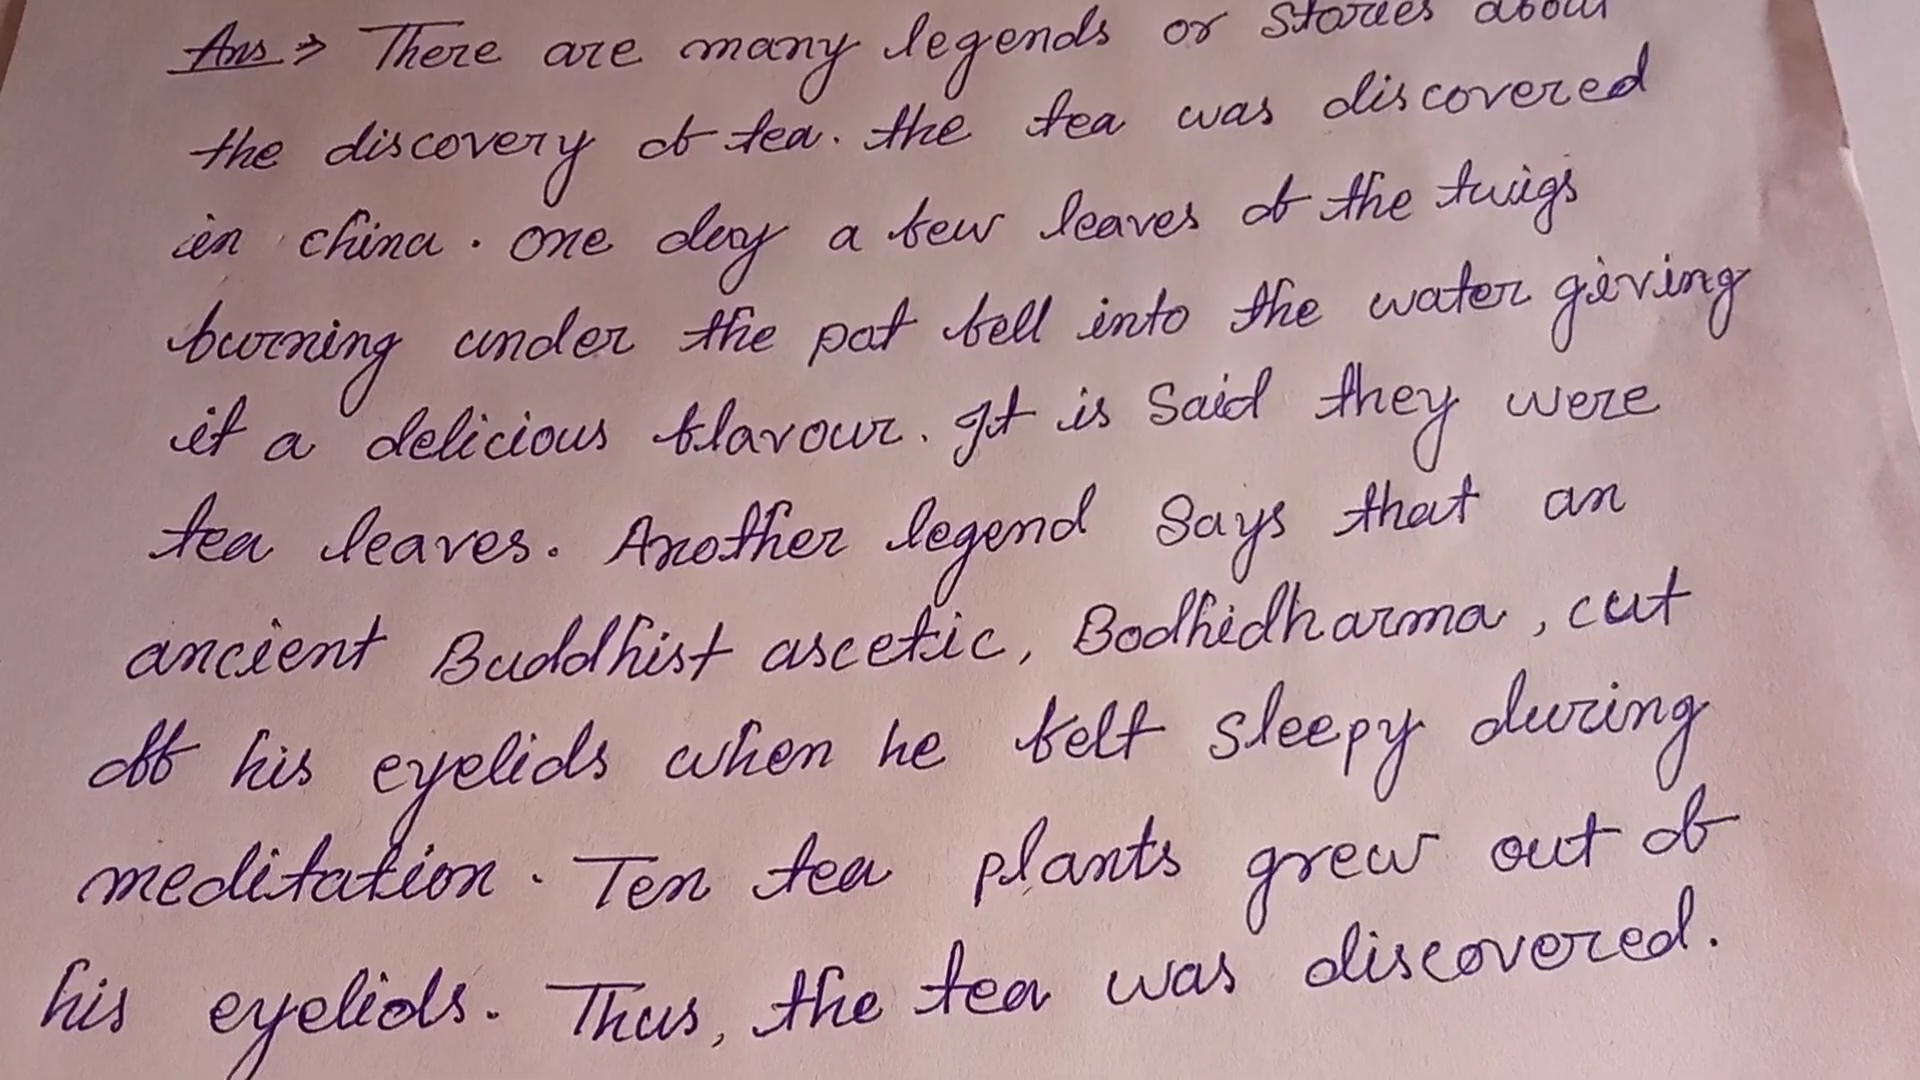 Ans ⇒ There are many legends or Stories about
the discovery of tea. the tea was discovered
in china. one day a few leaves of the twigs
burning under the pot fell into the water giving
it a delicious flavour. It is Said they were
tea leaves. Another legend Says that an
ancient Buddhist ascetic, Bodhidharma, cut
off his eyelids when he felt Sleepy during
meditation. Ten tea plants grew out of
his eyelids. Thus, the tea was discovered.